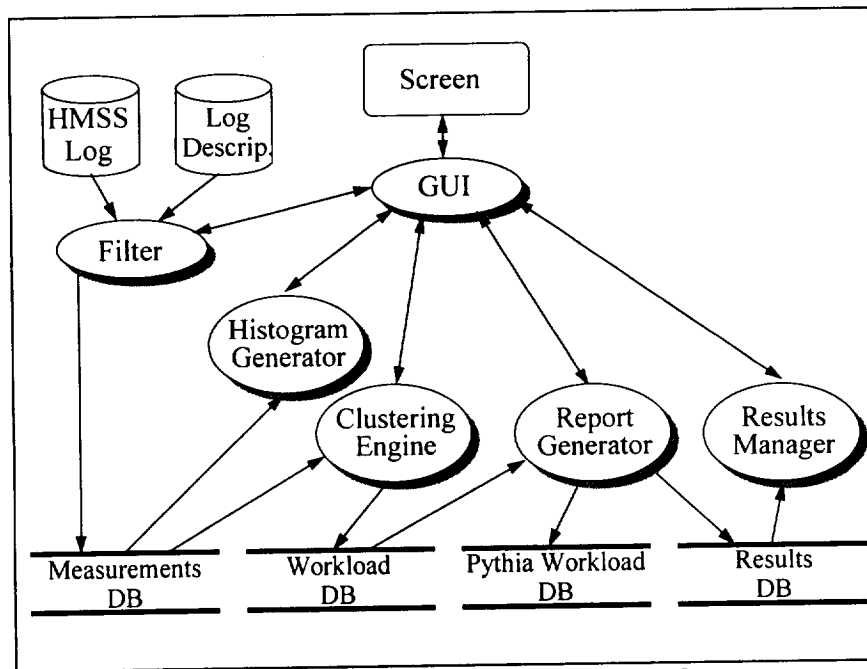 HMSS
Log
Log
Descrip.
Screen
GUI
Filter
Histogram
Generator
Clustering
Engine
Report
Generator
Results
Manager
Measurements
DB
Workload
DB
Pythia Workload
DB
Results
DB